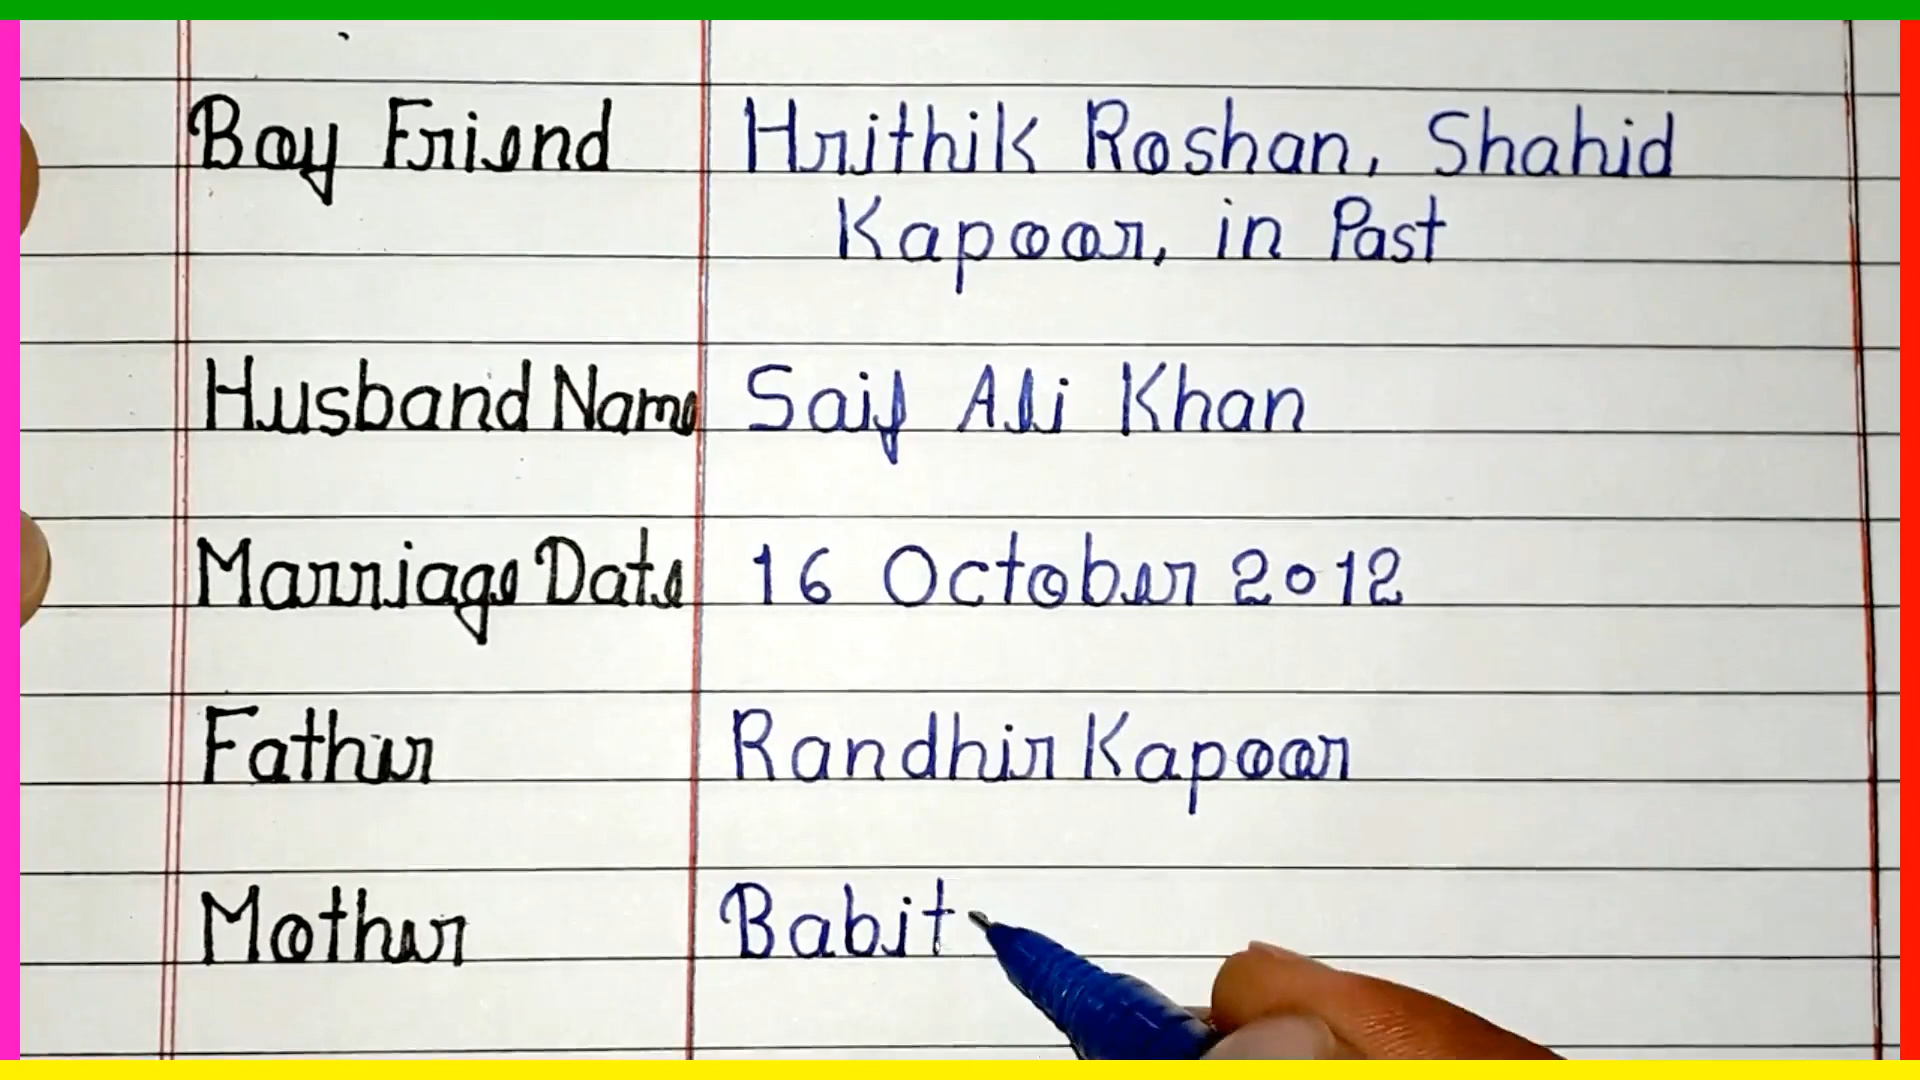 Boy Friend Hrithik Roshan, Shahid
Kapoor, in Past
Husband Name Saif Ali Khan
Marriage Date 16 October 2012
Father Randhir Kapoor
Mother Babit